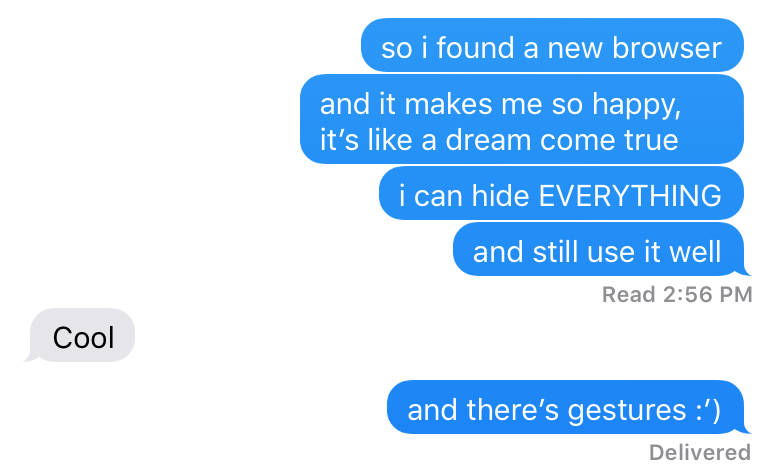 so i found a new browser
and it makes me so happy,
it’s like a dream come true
i can hide EVERYTHING
and still use it well
Read 2:56 PM
Cool
and there’s gestures :’)
Delivered